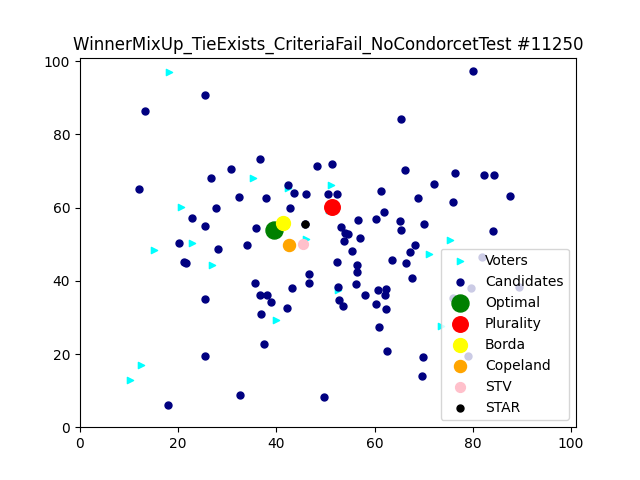 WinnerMixUp_TieExists_CriteriaFail_NoCondorcetTest #11250
100
80
60
40
20
0
0 20 40 60 80 100
Voters
Candidates
Optimal
Plurality
Borda
Copeland
STV
STAR